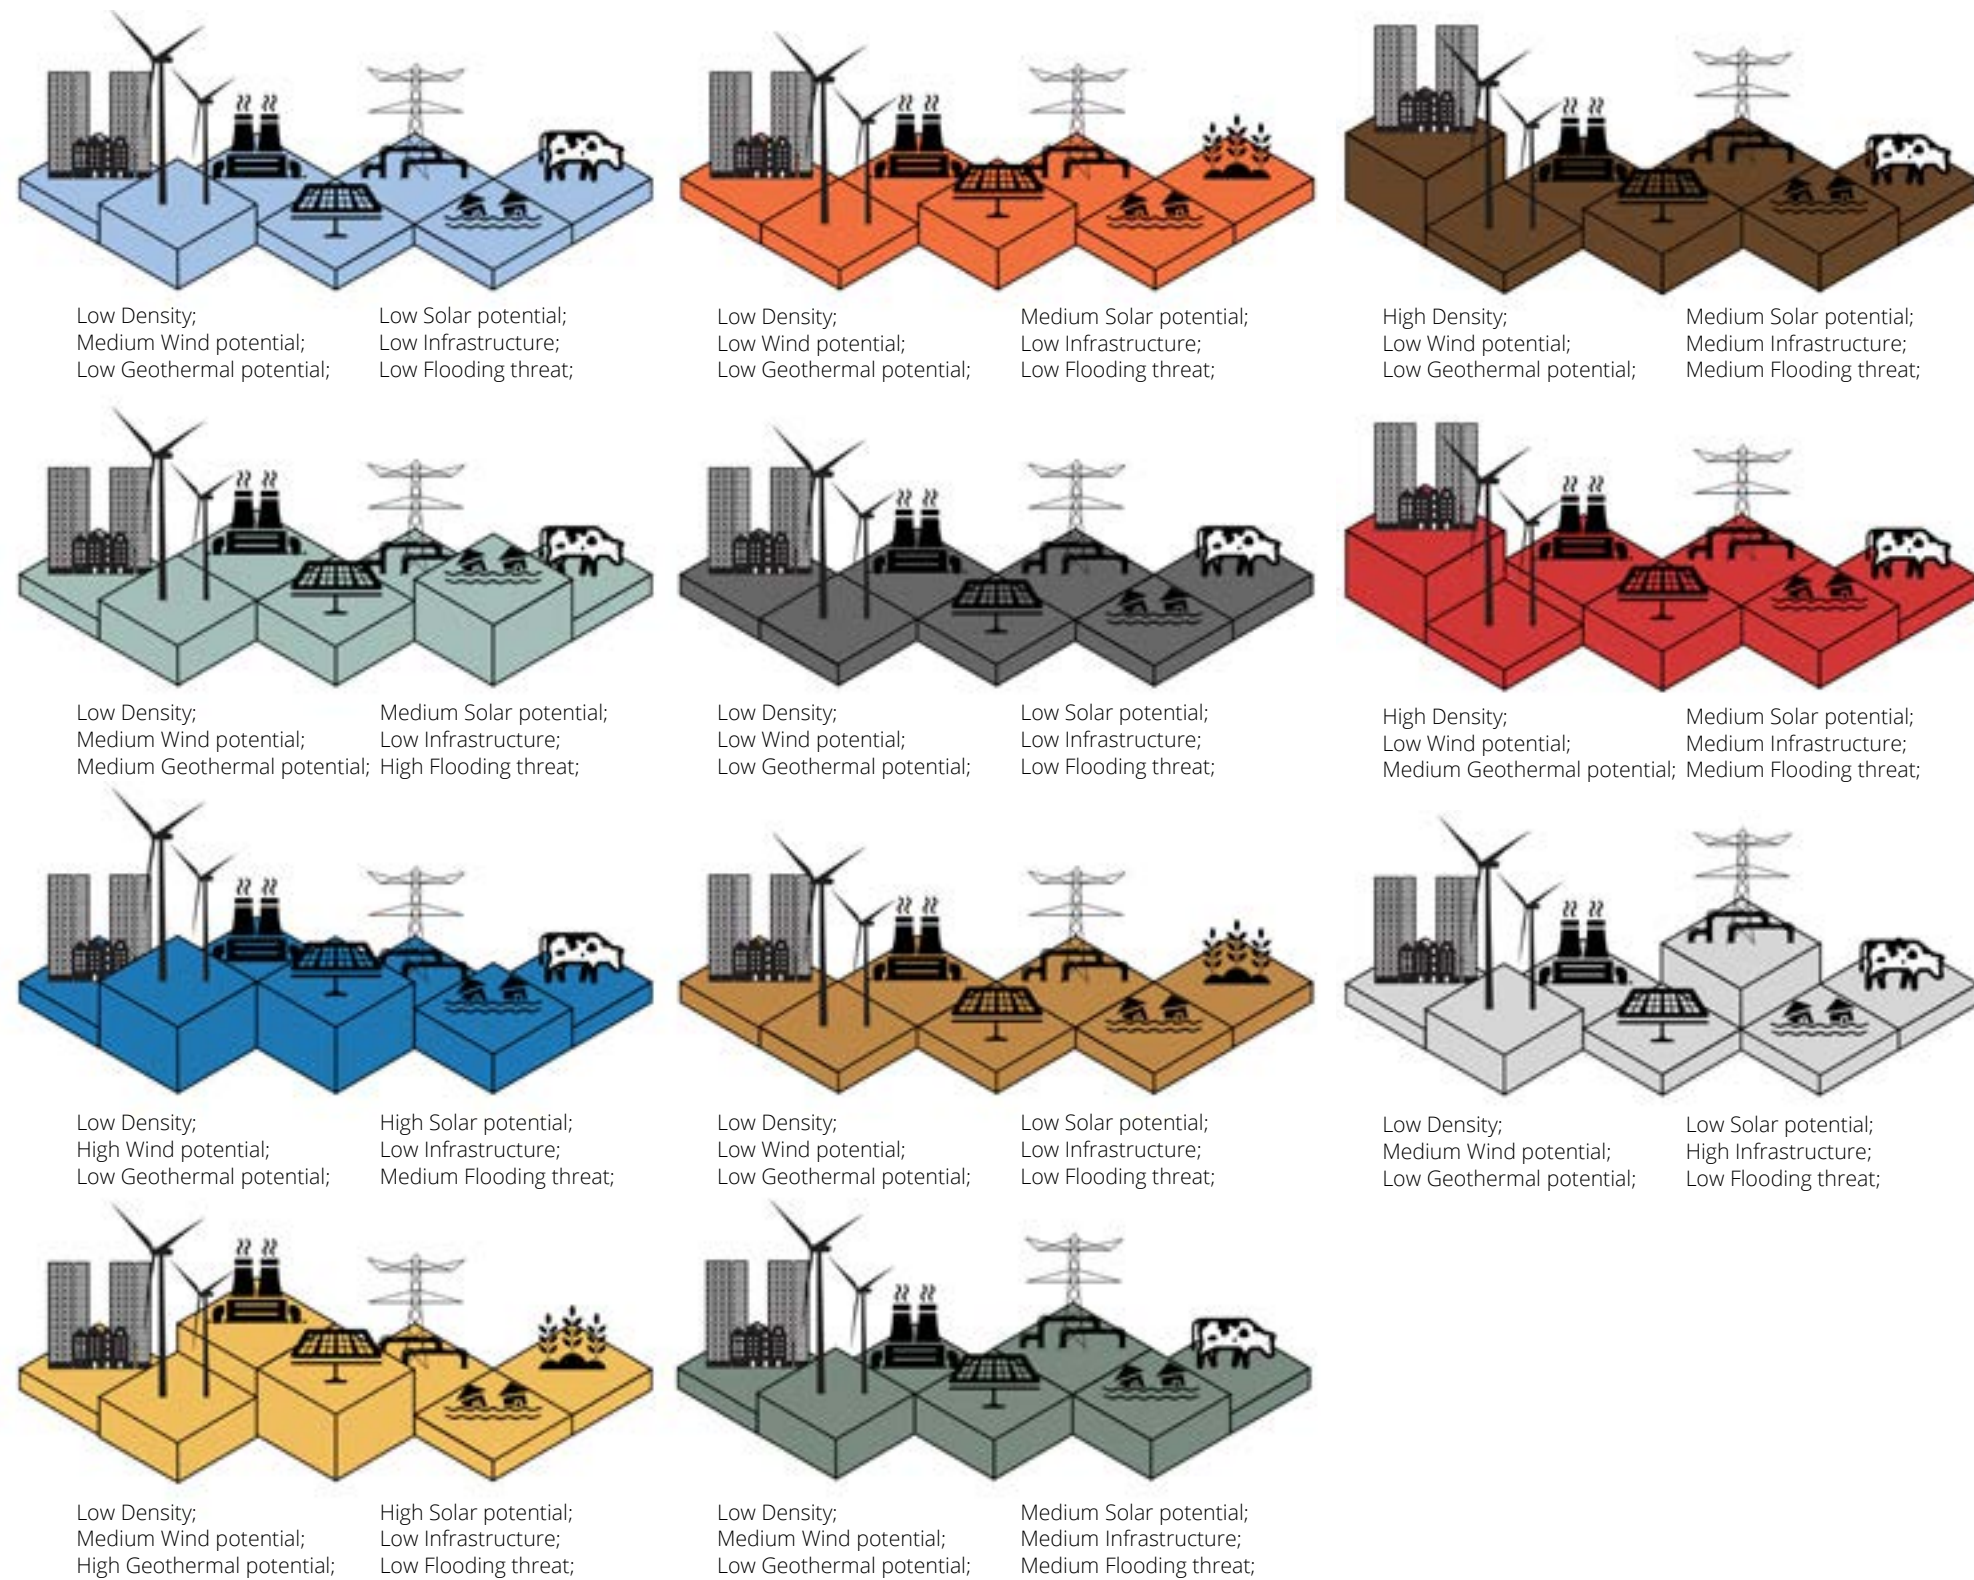 Low Density;
Medium Wind potential;
Low Geothermal potential;
Low Solar potential;
Low Infrastructure;
Low Flooding threat;
Low Density;
Low Wind potential;
Low Geothermal potential;
Medium Solar potential;
Low Infrastructure;
Low Flooding threat;
High Density;
Low Wind potential;
Low Geothermal potential;
Medium Solar potential;
Medium Infrastructure;
Medium Flooding threat;
Low Density;
Medium Wind potential;
Medium Geothermal potential;
Medium Solar potential;
Low Infrastructure;
High Flooding threat;
Low Density;
Low Wind potential;
Low Geothermal potential;
Low Solar potential;
Low Infrastructure;
Low Flooding threat;
High Density;
Low Wind potential;
Medium Geothermal potential;
Medium Solar potential;
Medium Infrastructure;
Medium Flooding threat;
Low Density;
High Wind potential;
Low Geothermal potential;
High Solar potential;
Low Infrastructure;
Medium Flooding threat;
Low Density;
Low Wind potential;
Low Geothermal potential;
Low Solar potential;
Low Infrastructure;
Low Flooding threat;
Low Density;
Medium Wind potential;
Low Geothermal potential;
Low Solar potential;
High Infrastructure;
Low Flooding threat;
Low Density;
Medium Wind potential;
High Geothermal potential;
High Solar potential;
Low Infrastructure;
Low Flooding threat;
Low Density;
Medium Wind potential;
Low Geothermal potential;
Medium Solar potential;
Medium Infrastructure;
Medium Flooding threat;